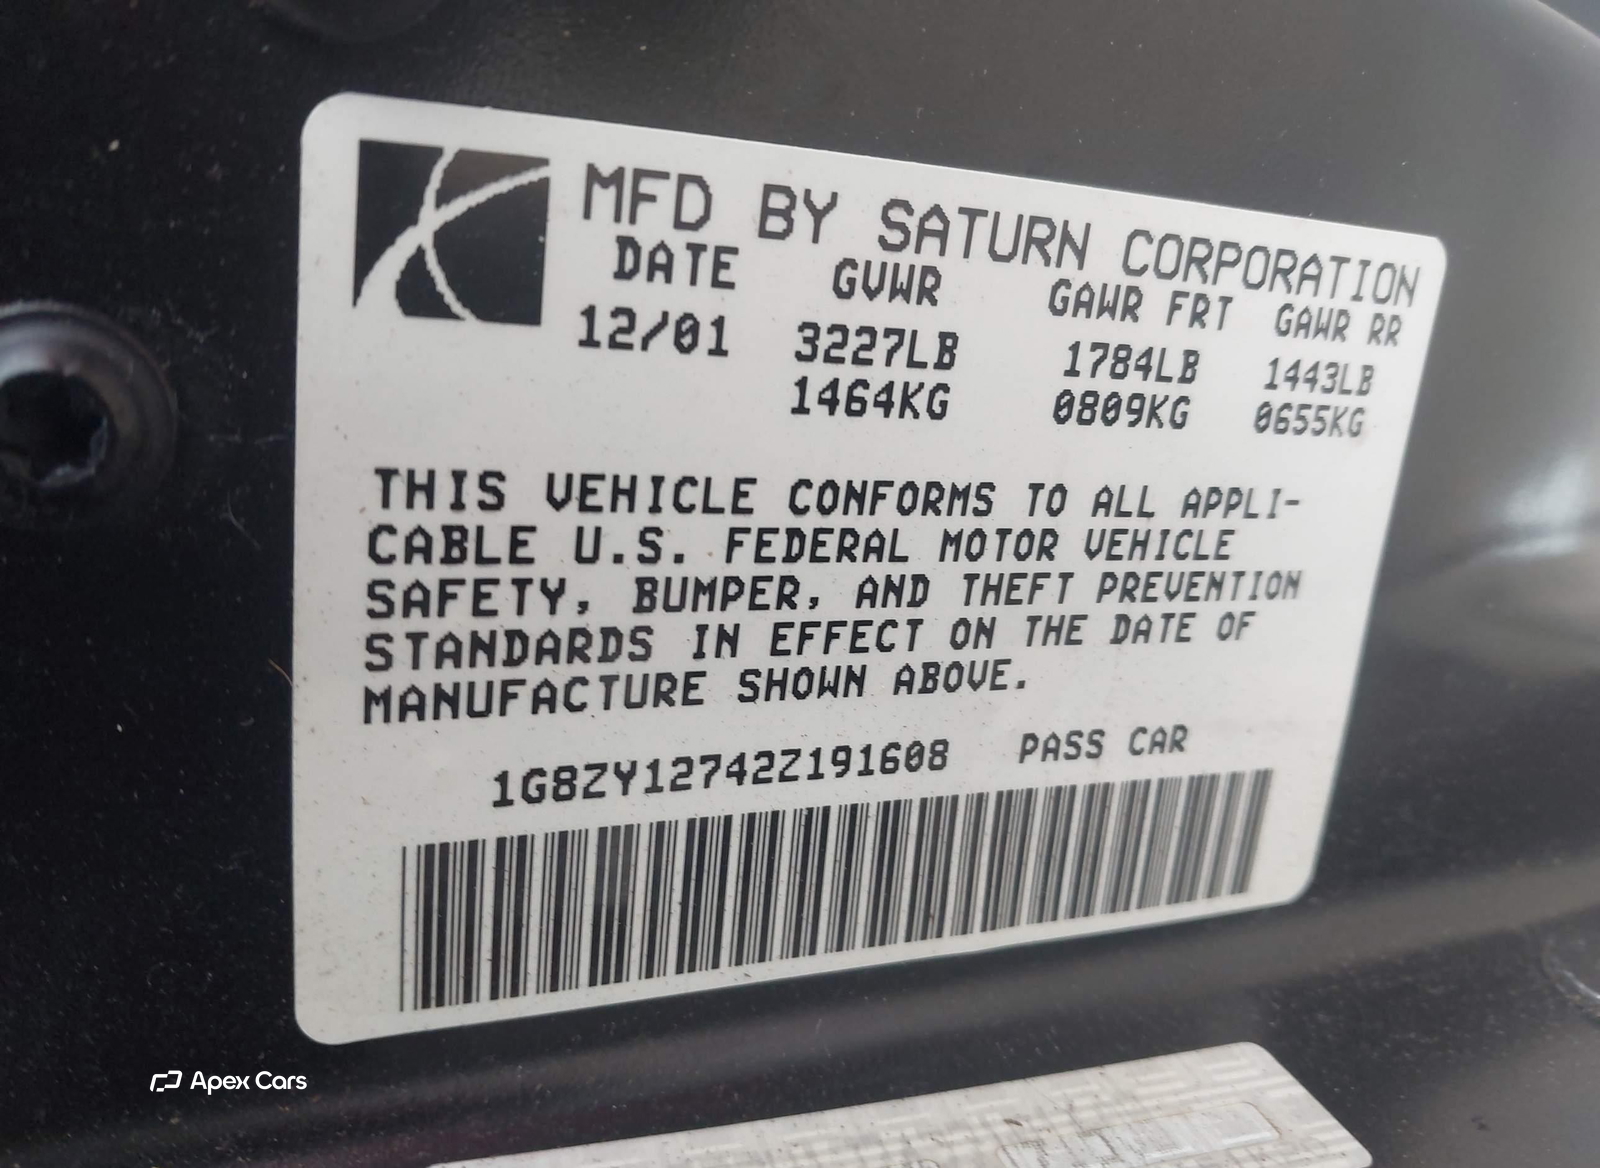 MFD BY SATURN CORPORATION
DATE GVWR GAWR FRT GAWR RR
12/01 3227LB 1784LB 1443LB
1464KG 0809KG 0655KG
THIS VEHICLE CONFORMS TO ALL APPLI-
CABLE U.S. FEDERAL MOTOR VEHICLE
SAFETY, BUMPER, AND THEFT PREVENTION
STANDARDS IN EFFECT ON THE DATE OF
MANUFACTURE SHOWN ABOVE.
1G8ZY12742Z191608 PASS CAR
Apex Cars